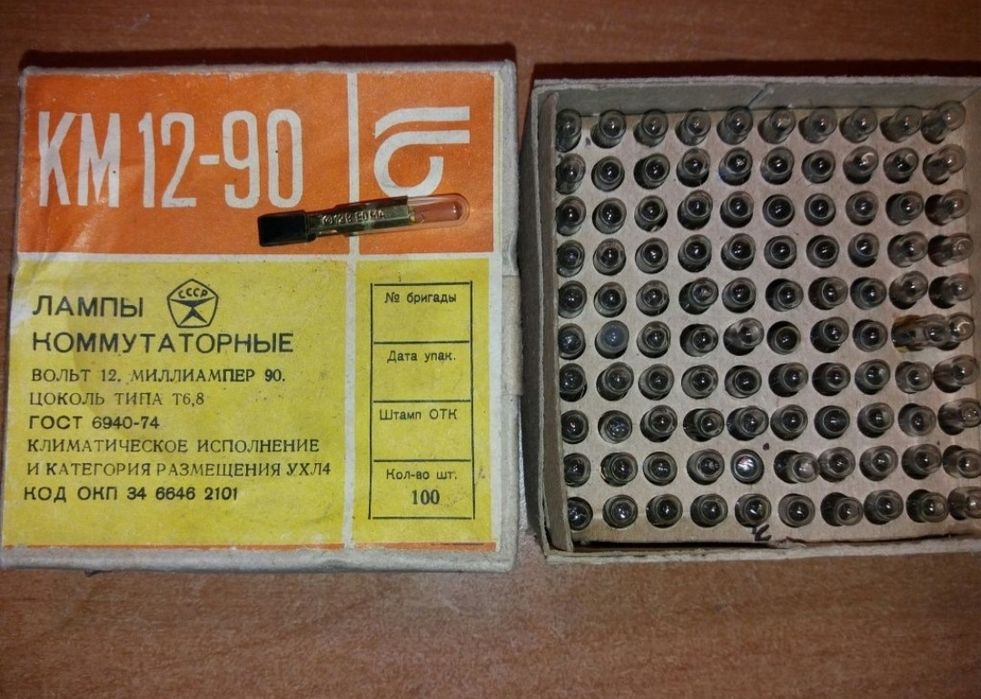 КМ 12-90
ЛАМПЫ
СССР
КОММУТАТОРНЫЕ
ВОЛЬТ 12. МИЛЛИАМПЕР 90.
ЦОКОЛЬ ТИПА Т6,8
ГОСТ 6940-74
КЛИМАТИЧЕСКОЕ ИСПОЛНЕНИЕ
И КАТЕГОРИЯ РАЗМЕЩЕНИЯ УХЛ4
КОД ОКП 34 6646 2101
№ бригады
Дата упак.
Штамп ОТК
Кол-во шт.
100